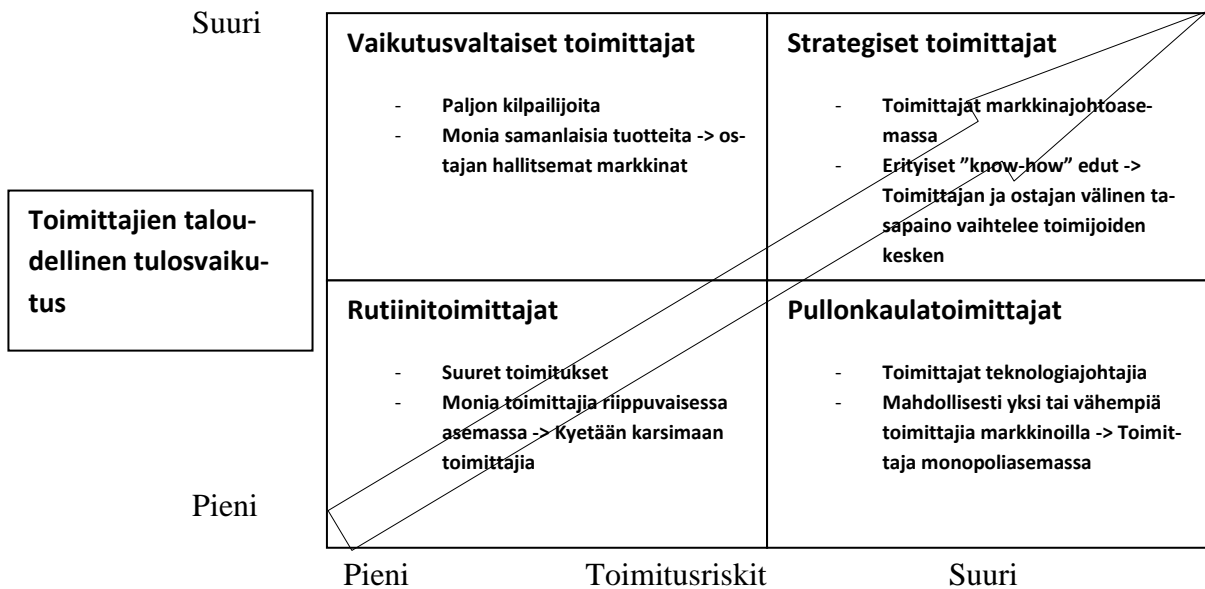 Suuri
Vaikutusvaltaiset toimittajat
- Paljon kilpailijoita
- Monia samanlaisia tuotteita -> os-
tajan hallitsemat markkinat
Strategiset toimittajat
- Toimittajat markkinajohtoase-
massa
- Erityiset ”know-how” edut ->
Toimittajan ja ostajan välinen ta-
sapaino vaihtelee toimijoiden
kesken
Toimittajien talou-
dellinen tulosvaiku-
tus
Rutiinitoimittajat
- Suuret toimitukset
- Monia toimittajia riippuvaisessa
asemassa -> Kyetään karsimaan
toimittajia
Pullonkaulatoimittajat
- Toimittajat teknologiajohtajia
- Mahdollisesti yksi tai vähempiä
toimittajia markkinoilla -> Toimit-
taja monopoliasemassa
Pieni
Pieni Toimitusriskit Suuri